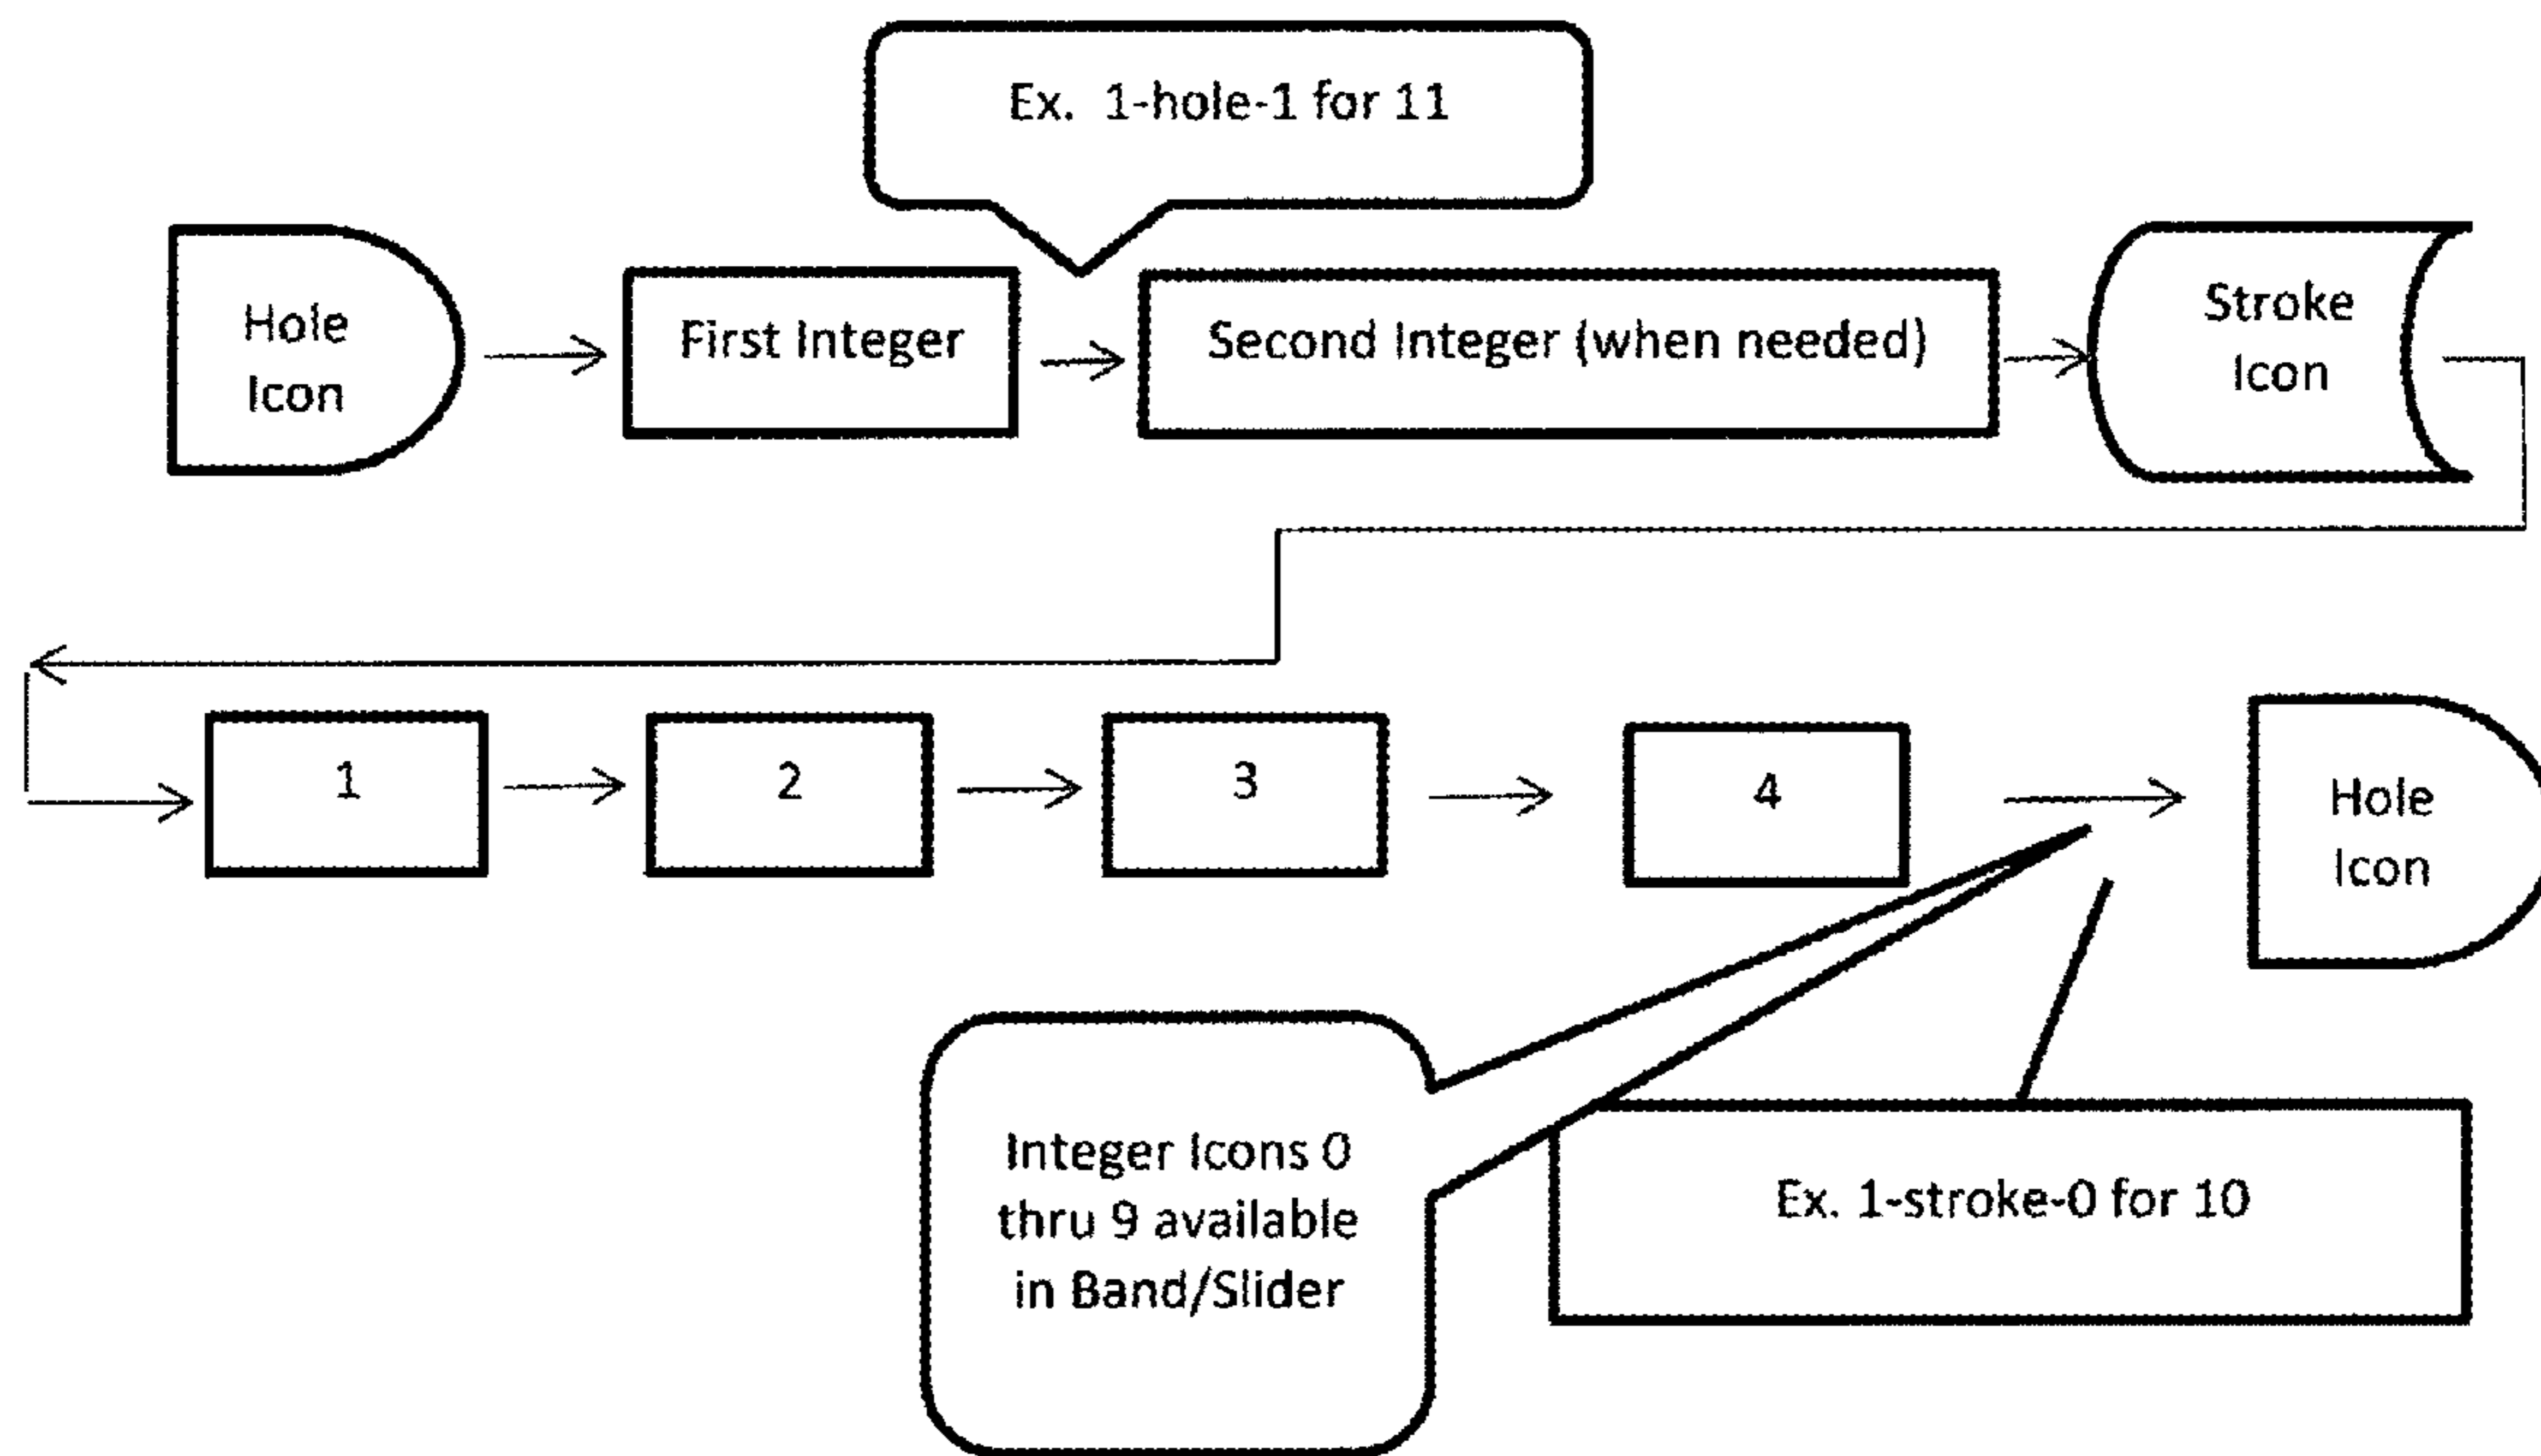 Ex. 1-hole-1 for 11
Hole
Icon
First Integer
Second Integer (when needed)
Stroke
Icon
1
2
3
4
Hole
Icon
Integer Icons 0
thru 9 available
in Band/Slider
Ex. 1-stroke-0 for 10